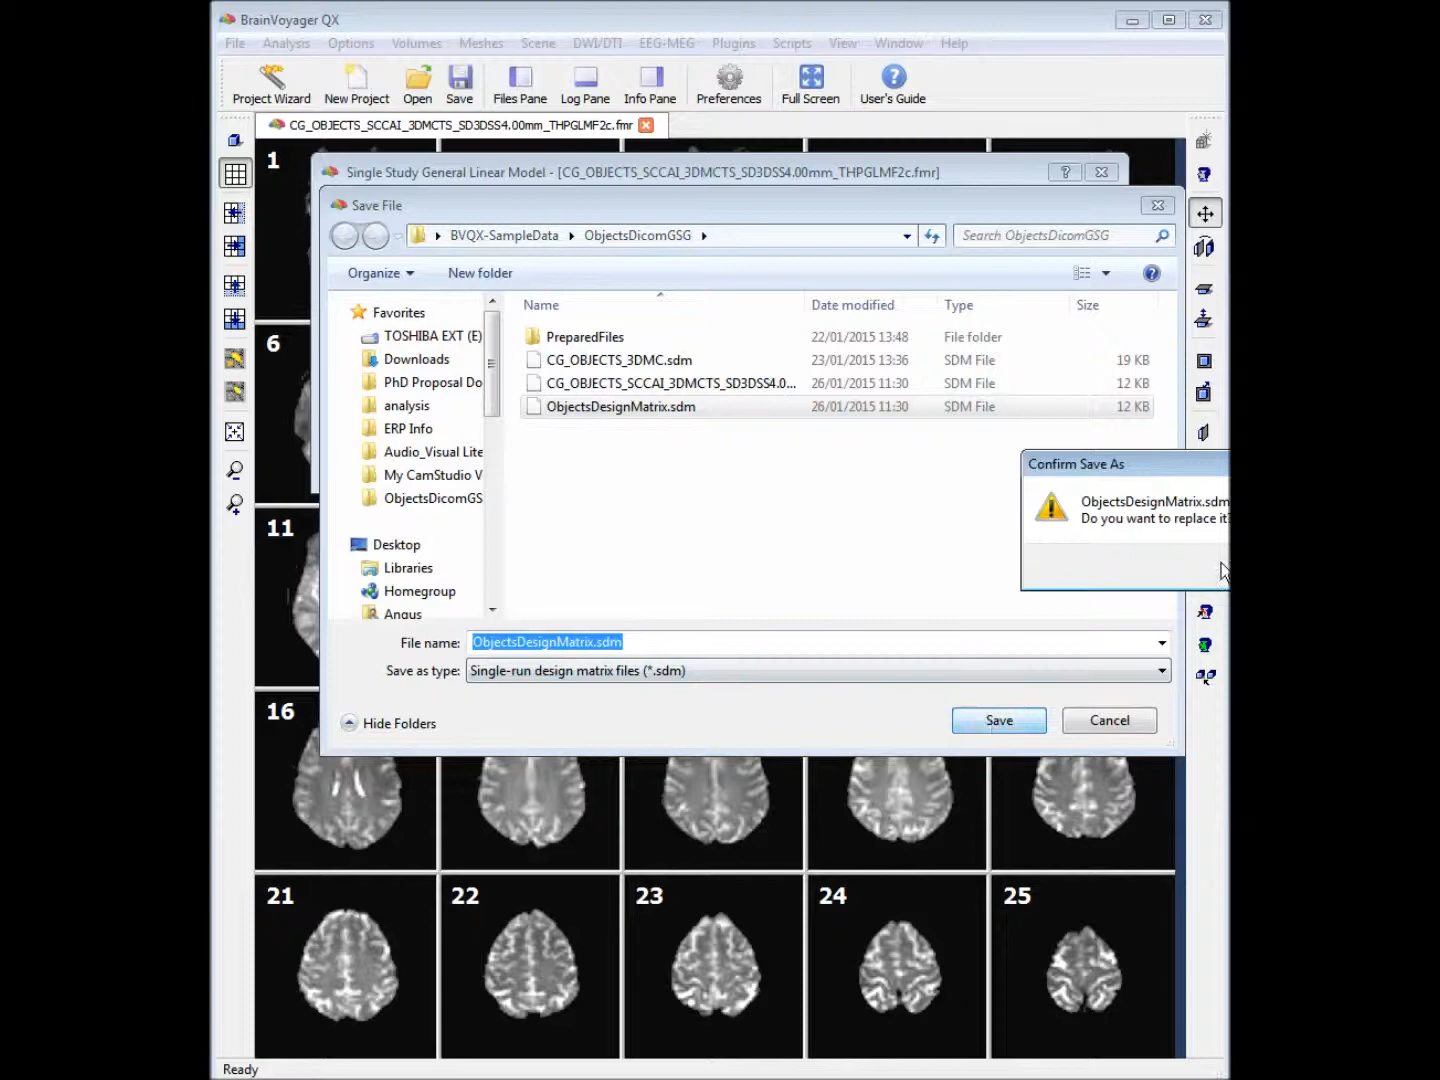 BrainVoyager QX
File Analysis Options Volumes Meshes Scene DWI/DTI EEG-MEG Plugins Scripts View Window Help
Project Wizard New Project Open Save Files Pane Log Pane Info Pane Preferences Full Screen User's Guide
CG_OBJECTS_SCCAI_3DMCTS_SD3DSS4.00mm_THPGLMF2c.fmr
1
Single Study General Linear Model - [CG_OBJECTS_SCCAI_3DMCTS_SD3DSS4.00mm_THPGLMF2c.fmr]
Save File
BVQX-SampleData ObjectsDicomGSG Search ObjectsDicomGSG
Organize New folder
Name Date modified Type Size
Favorites
TOSHIBA EXT (E)
Downloads
PhD Proposal Do
analysis
ERP Info
Audio_Visual Lite
My CamStudio V
ObjectsDicomGS
Desktop
Libraries
Homegroup
Angus
PreparedFiles 22/01/2015 13:48 File folder
CG_OBJECTS_3DMC.sdm 23/01/2015 13:36 SDM File 19 KB
CG_OBJECTS_SCCAI_3DMCTS_SD3DSS4.0... 26/01/2015 11:30 SDM File 12 KB
ObjectsDesignMatrix.sdm 26/01/2015 11:30 SDM File 12 KB
6
11
Confirm Save As
ObjectsDesignMatrix.sdm
Do you want to replace it?
File name: ObjectsDesignMatrix.sdm
Save as type: Single-run design matrix files (*.sdm)
Hide Folders Save Cancel
16
21 22 23 24 25
Ready